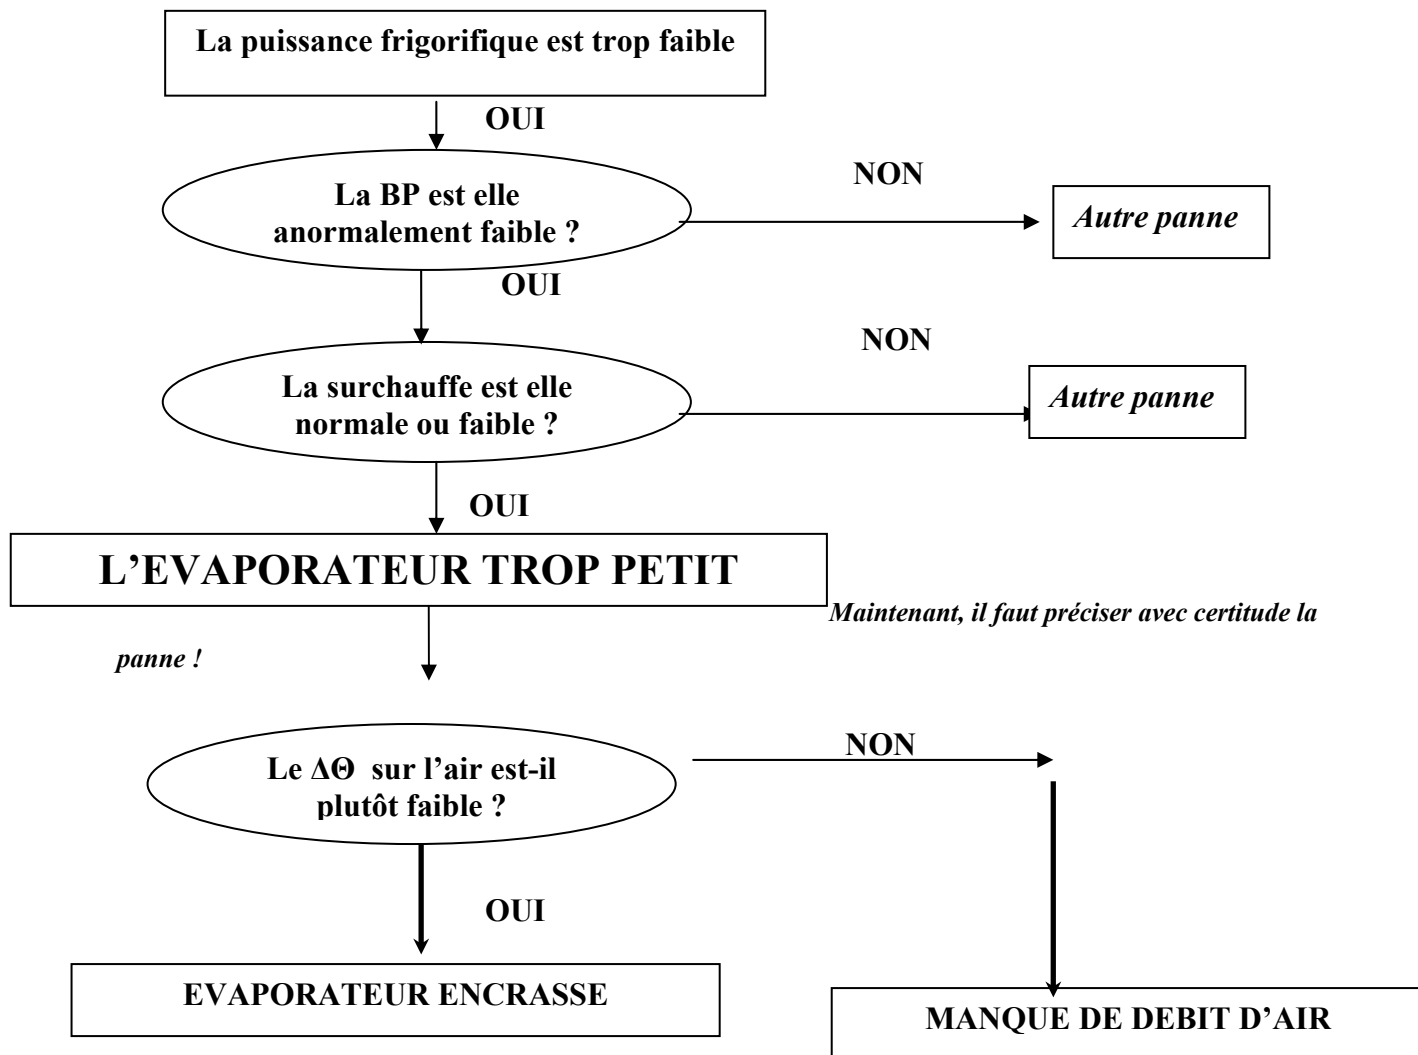 La puissance frigorifique est trop faible
OUI
La BP est elle
anormalement faible ?
NON
Autre panne
OUI
La surchauffe est elle
normale ou faible ?
NON
Autre panne
OUI
L'EVAPORATEUR TROP PETIT
Maintenant, il faut préciser avec certitude la
panne !
Le ΔΘ sur l'air est-il
plutôt faible ?
NON
OUI
EVAPORATEUR ENCRASSE
MANQUE DE DEBIT D'AIR